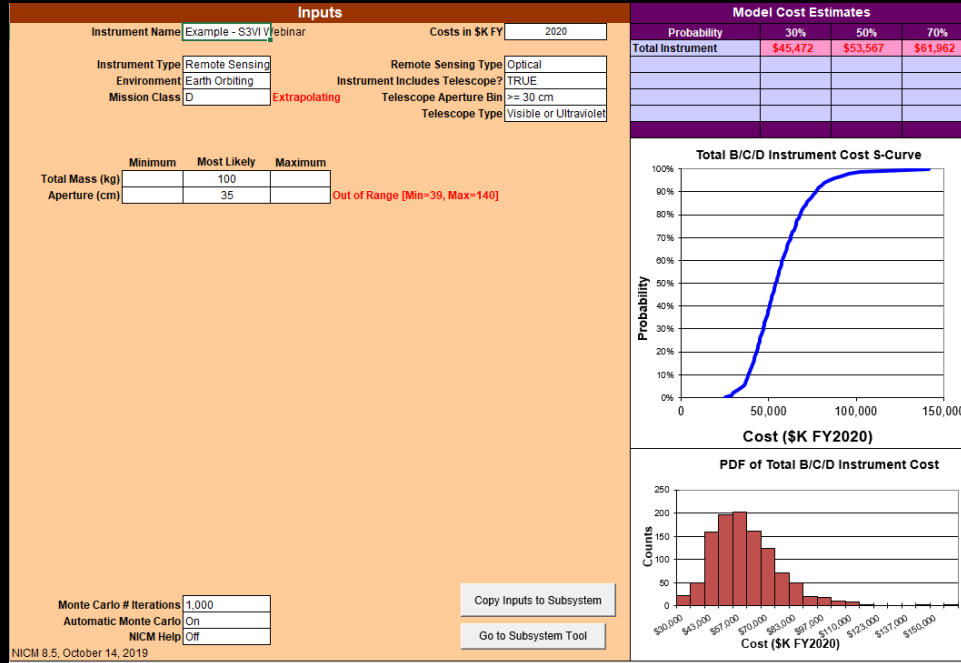 Inputs
Instrument Name Example - S3VI Webinar Costs in $K FY 2020
Instrument Type Remote Sensing Remote Sensing Type Optical
Environment Earth Orbiting Instrument Includes Telescope? TRUE
Mission Class D Extrapolating Telescope Aperture Bin >= 30 cm
Telescope Type Visible or Ultraviolet
Minimum Most Likely Maximum
Total Mass (kg) 100
Aperture (cm) 35 Out of Range [Min=39, Max=140]
Monte Carlo # Iterations 1,000
Automatic Monte Carlo On
NICM Help Off
NICM 8.5, October 14, 2019
Copy Inputs to Subsystem
Go to Subsystem Tool
Model Cost Estimates
Probability 30% 50% 70%
Total Instrument $45,472 $53,567 $61,962
Total B/C/D Instrument Cost S-Curve
100%
90%
80%
70%
60%
50%
40%
30%
20%
10%
0%
Probability
0 50,000 100,000 150,000
Cost ($K FY2020)
PDF of Total B/C/D Instrument Cost
250
200
150
100
50
0
Counts
$30,000 $43,000 $57,000 $70,000 $83,000 $97,000 $110,000 $123,000 $137,000 $150,000
Cost ($K FY2020)